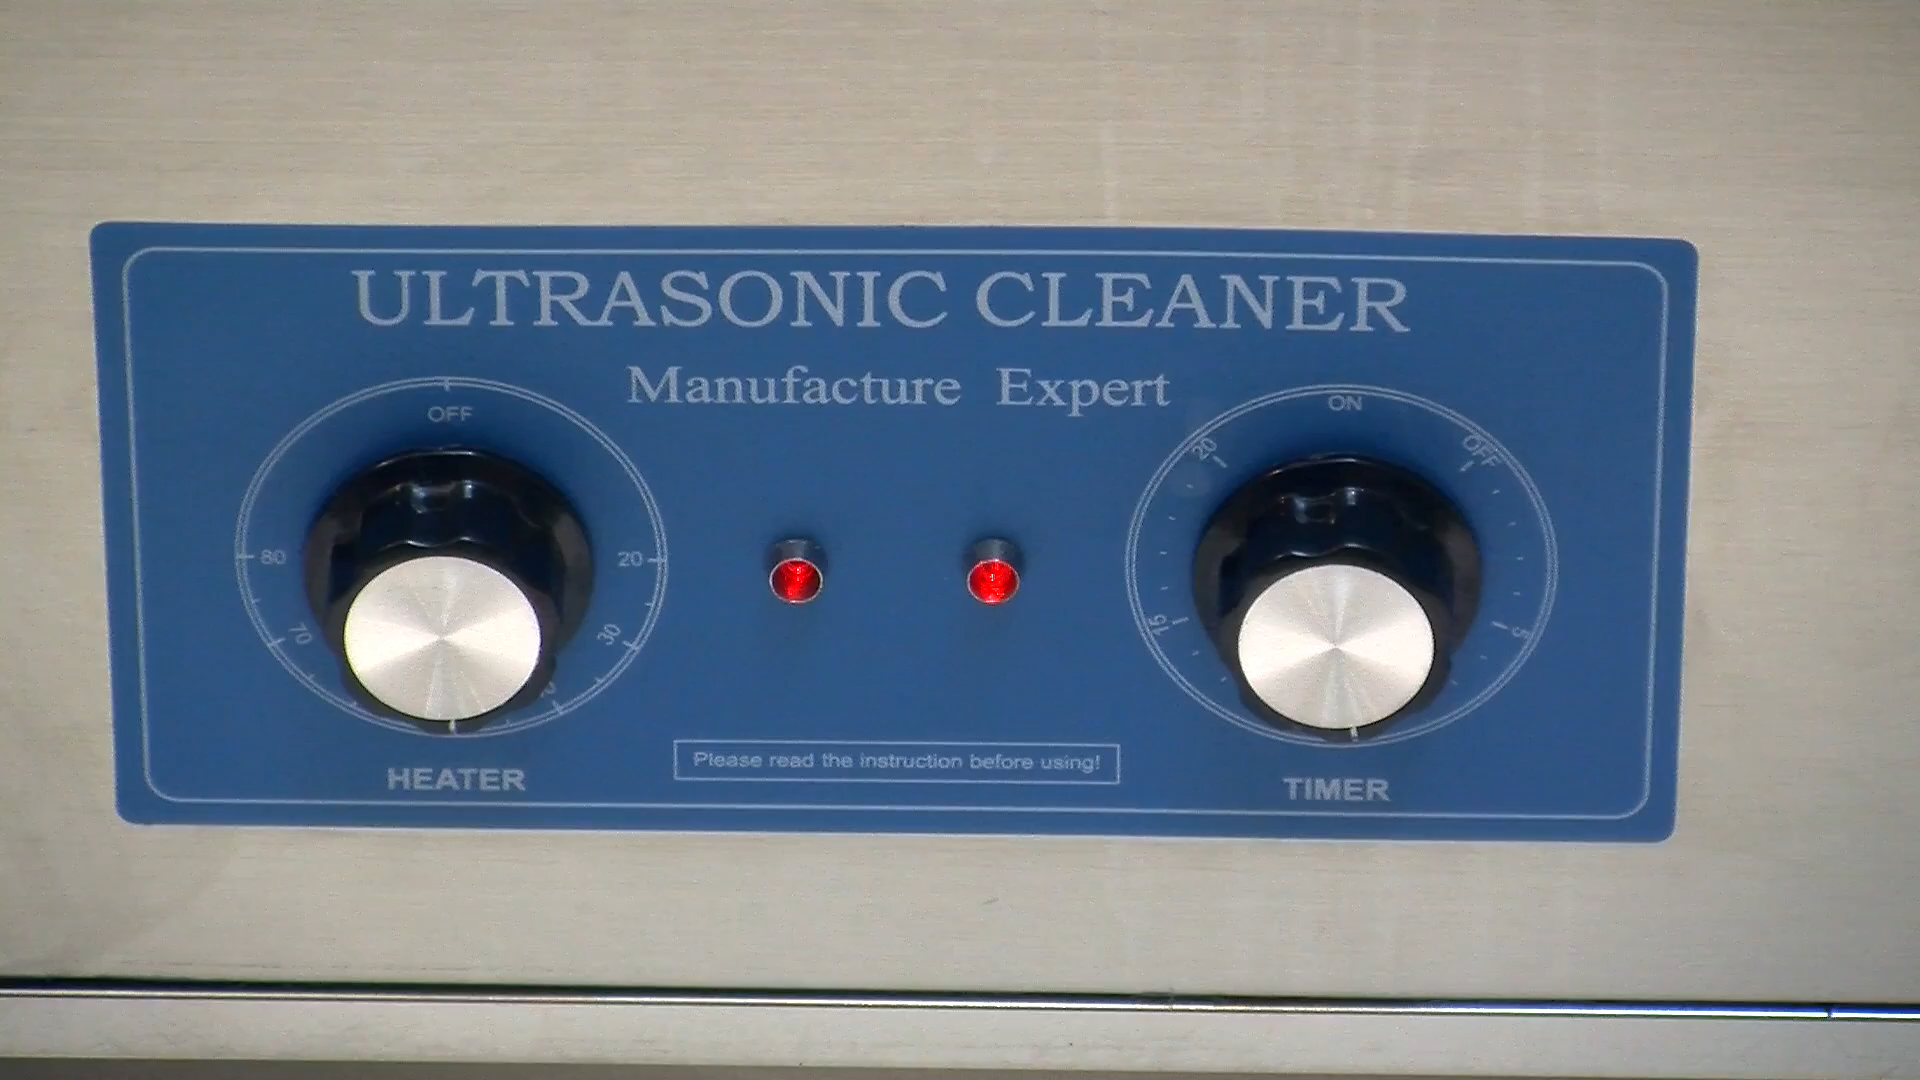 ULTRASONIC CLEANER
Manufacture Expert
OFF
80
20
70
30
HEATER
ON
20
OFF
15
5
TIMER
Please read the instruction before using!